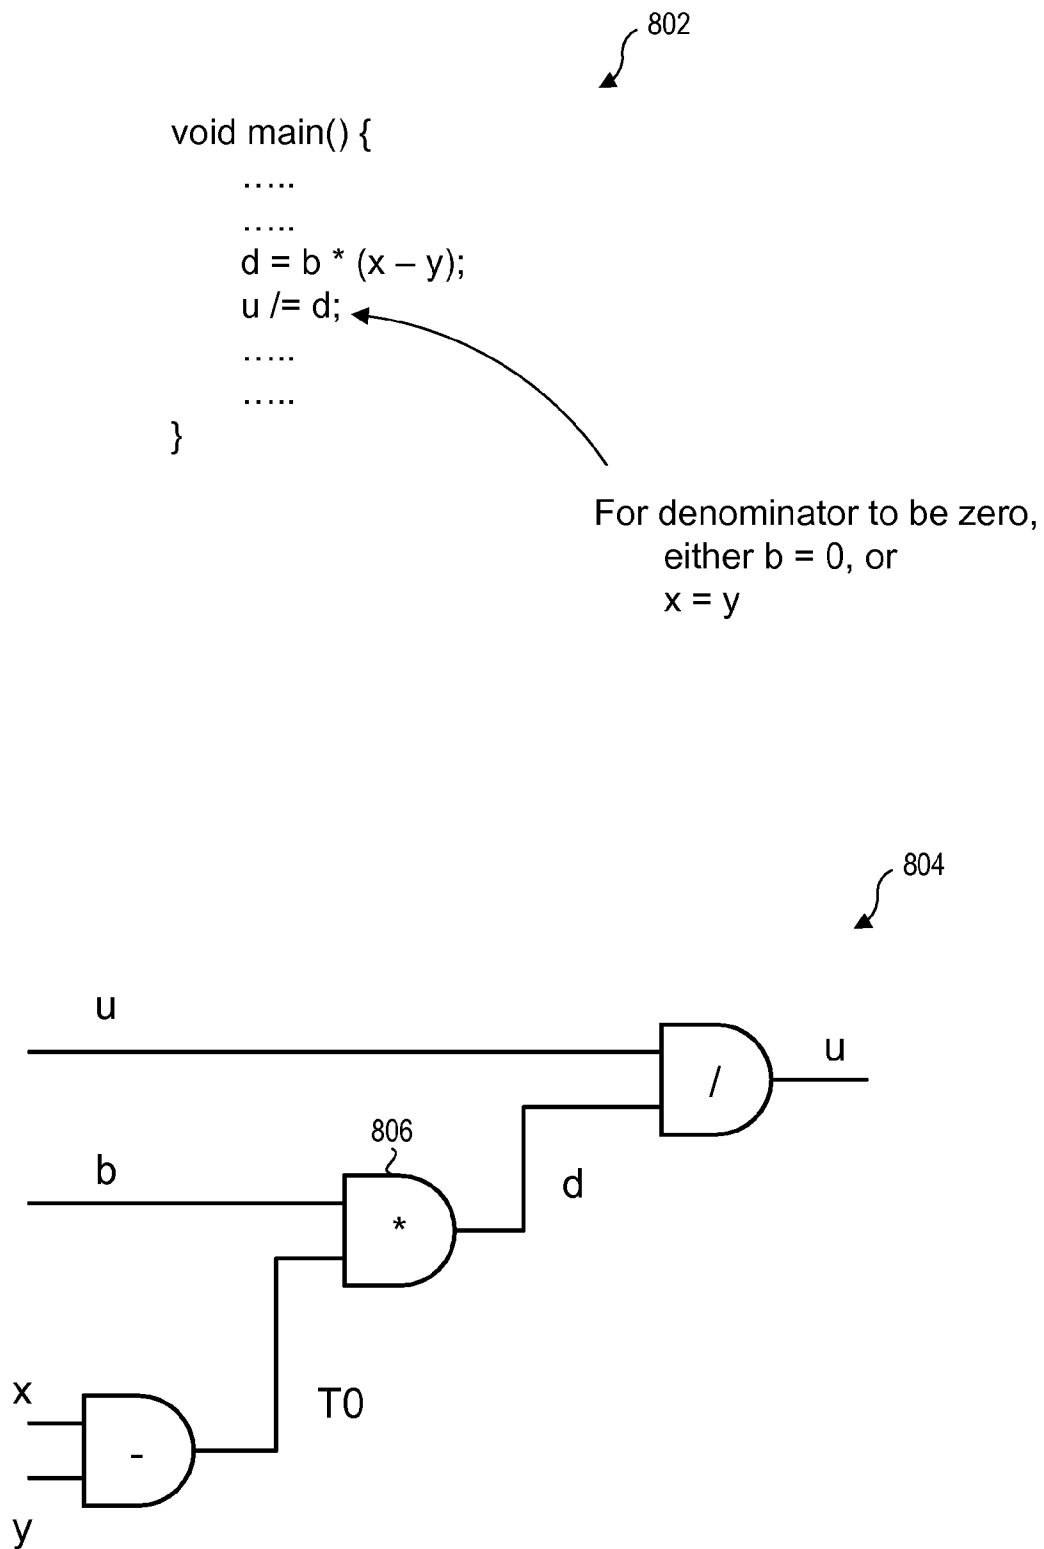 802
void main() {
.....
.....
d = b * (x – y);
u /= d;
.....
.....
}
For denominator to be zero,
either b = 0, or
x = y
804
u
u
/
806
b
d
*
x
T0
-
y